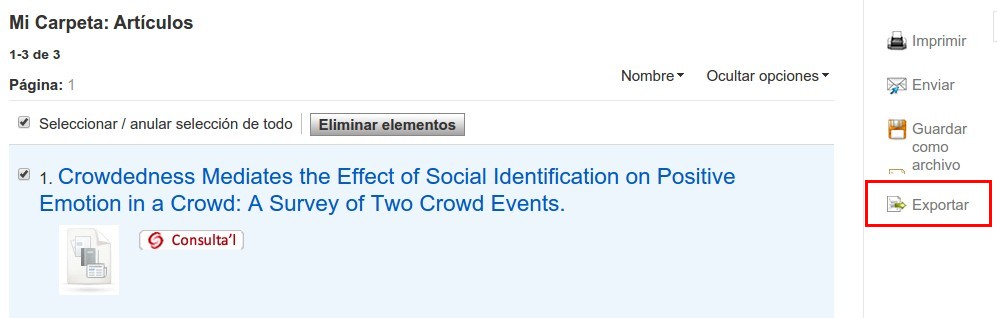 Mi Carpeta: Artículos
1-3 de 3
Página: 1
Nombre Ocultar opciones
Seleccionar / anular selección de todo Eliminar elementos
1. Crowdedness Mediates the Effect of Social Identification on Positive
Emotion in a Crowd: A Survey of Two Crowd Events.
Consulta'l
Imprimir
Enviar
Guardar
como
archivo
Exportar